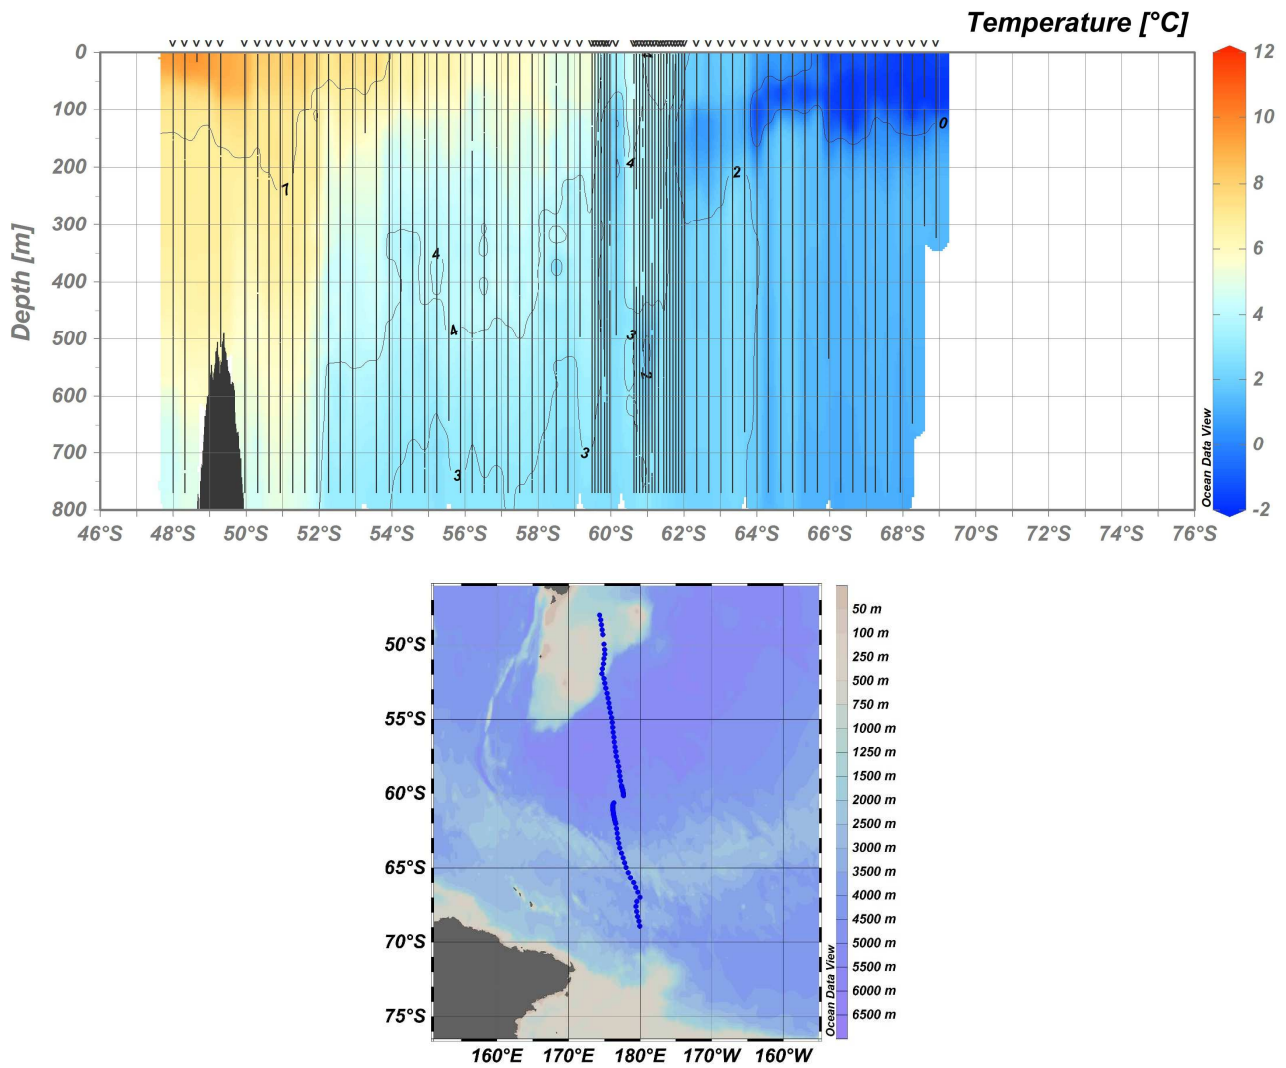 Temperature [°C]
v v v v v v v v v v v v v v v v v v v v v v v v v v v v v v v v v v v v v v v v v
0
100
200
300
400
500
600
700
800
Depth [m]
7
4
4
4
3
3
3
2
2
2
0
46°S 48°S 50°S 52°S 54°S 56°S 58°S 60°S 62°S 64°S 66°S 68°S 70°S 72°S 74°S 76°S
Ocean Data View
12
10
8
6
4
2
0
-2
50°S
55°S
60°S
65°S
70°S
75°S
160°E 170°E 180°E 170°W 160°W
Ocean Data View
50 m
100 m
250 m
500 m
750 m
1000 m
1250 m
1500 m
2000 m
2500 m
3000 m
3500 m
4000 m
4500 m
5000 m
5500 m
6000 m
6500 m